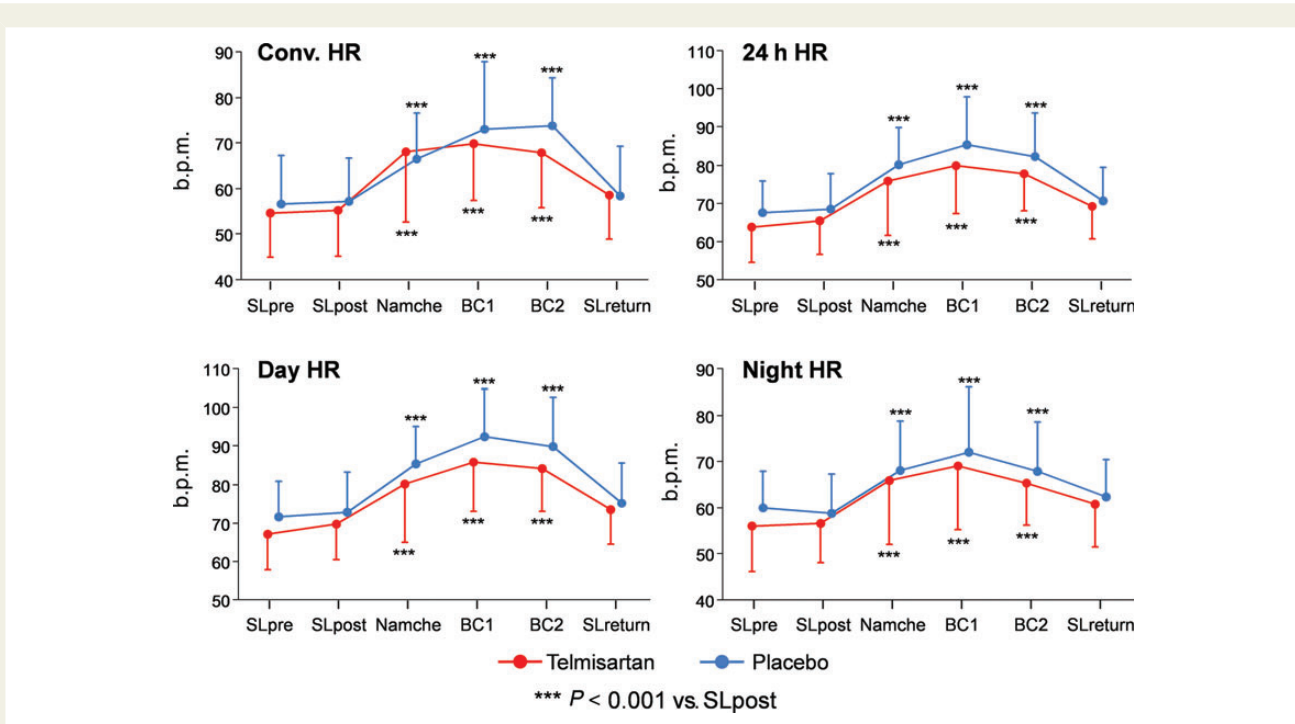 Conv. HR
90
80
70
60
50
40
b.p.m.
*** *** ***
*** *** ***
SLpre SLpost Namche BC1 BC2 SLreturn
24 h HR
110
100
90
80
70
60
50
b.p.m.
*** *** ***
*** *** ***
SLpre SLpost Namche BC1 BC2 SLreturn
Day HR
110
100
90
80
70
60
50
b.p.m.
*** *** ***
*** *** ***
SLpre SLpost Namche BC1 BC2 SLreturn
Night HR
90
80
70
60
50
40
b.p.m.
*** *** ***
*** *** ***
SLpre SLpost Namche BC1 BC2 SLreturn
Telmisartan Placebo
*** P < 0.001 vs. SLpost